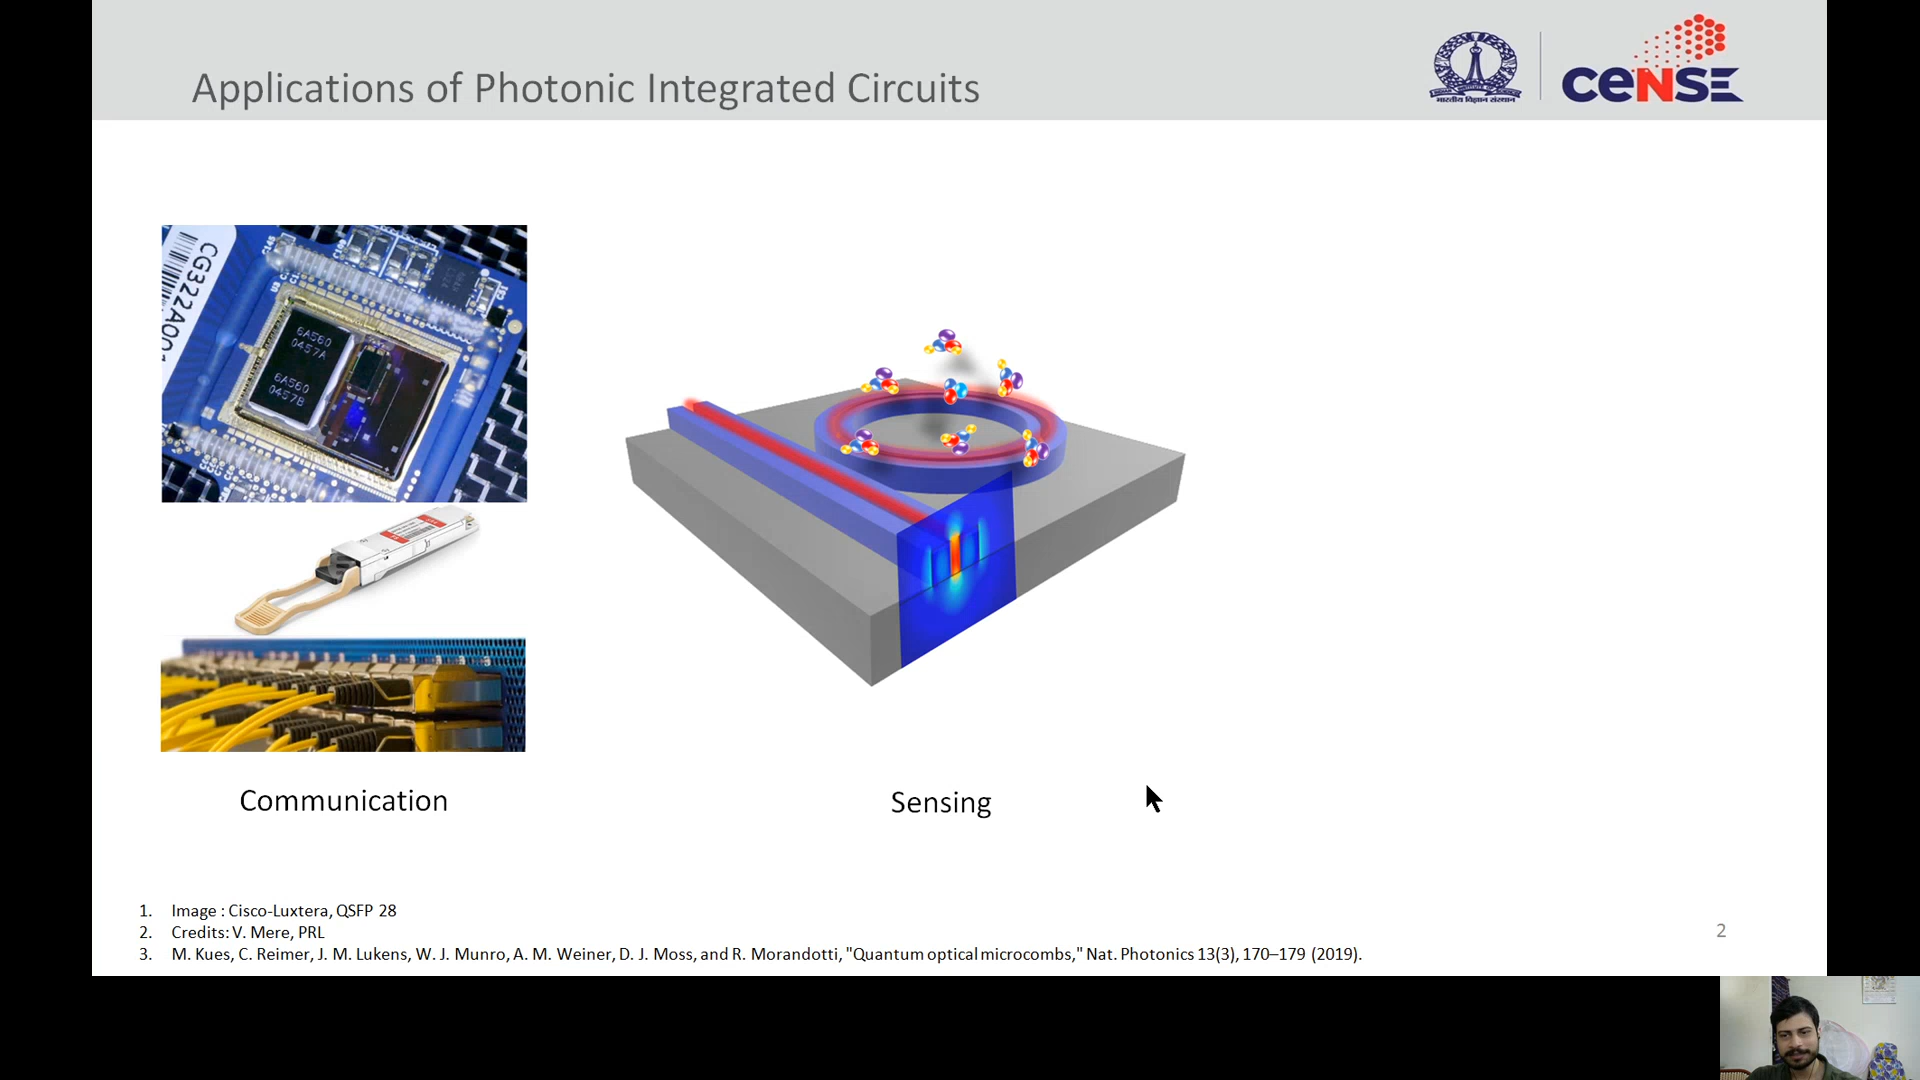 Applications of Photonic Integrated Circuits
भारतीय विज्ञान संस्थान
CeNSE
CG322A00
6A560
0457A
6A560
0457B
Communication
Sensing
1. Image : Cisco-Luxtera, QSFP 28
2. Credits: V. Mere, PRL
3. M. Kues, C. Reimer, J. M. Lukens, W. J. Munro, A. M. Weiner, D. J. Moss, and R. Morandotti, "Quantum optical microcombs," Nat. Photonics 13(3), 170–179 (2019).
2